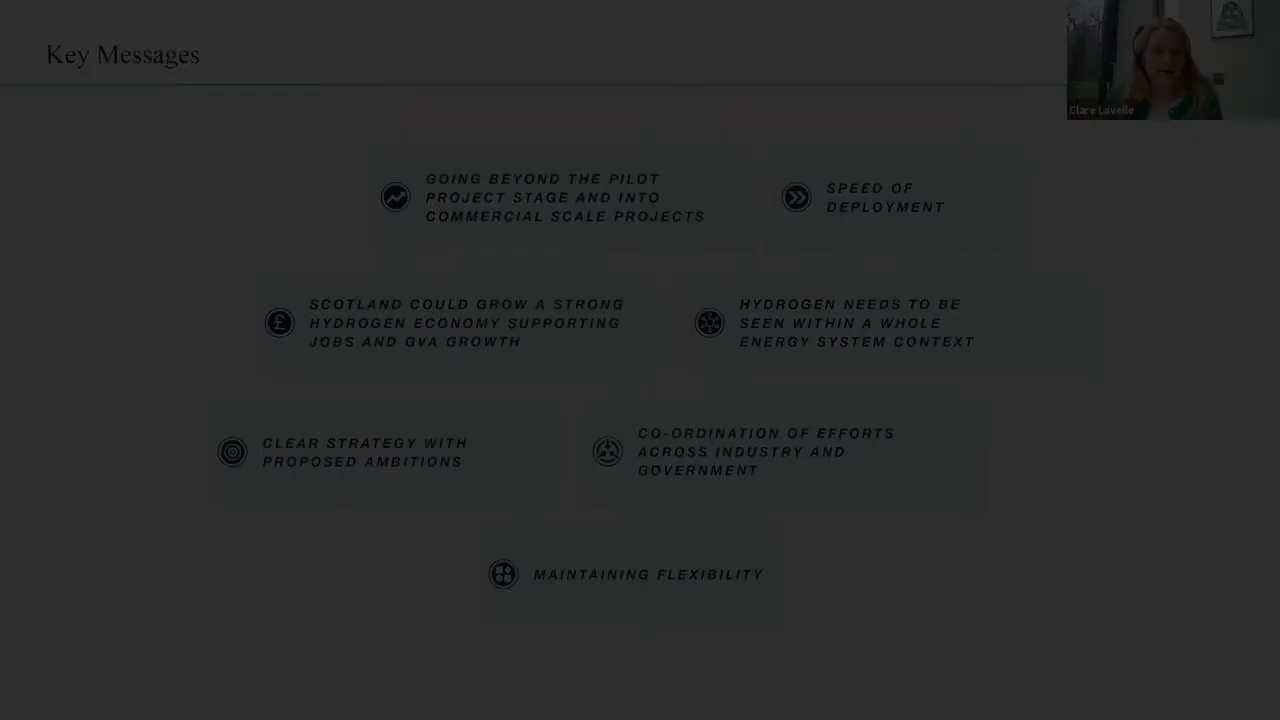 Key Messages
Clare Lavelle
GOING BEYOND THE PILOT
PROJECT STAGE AND INTO
COMMERCIAL SCALE PROJECTS
SPEED OF
DEPLOYMENT
SCOTLAND COULD GROW A STRONG
HYDROGEN ECONOMY SUPPORTING
JOBS AND GVA GROWTH
HYDROGEN NEEDS TO BE
SEEN WITHIN A WHOLE
ENERGY SYSTEM CONTEXT
CLEAR STRATEGY WITH
PROPOSED AMBITIONS
CO-ORDINATION OF EFFORTS
ACROSS INDUSTRY AND
GOVERNMENT
MAINTAINING FLEXIBILITY